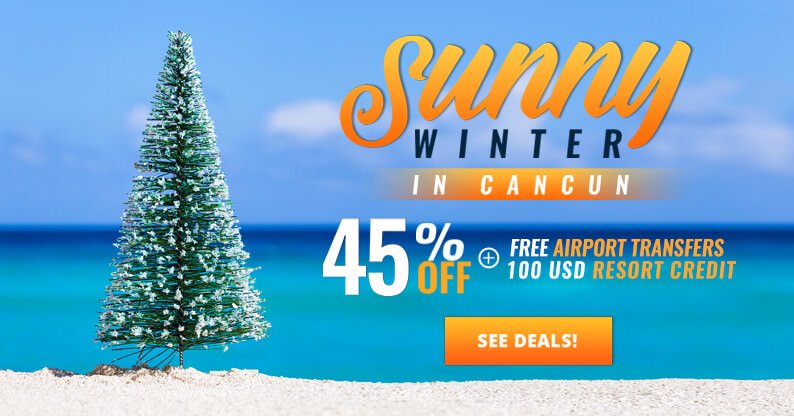 Sunny
WINTER
IN CANCUN
45% OFF
+ FREE AIRPORT TRANSFERS
100 USD RESORT CREDIT
SEE DEALS!